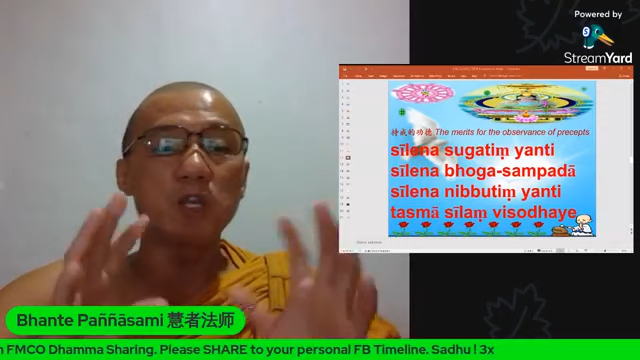 Powered by
StreamYard
持戒的功德 The merits for the observance of precepts
sīlena sugatiṃ yanti
sīlena bhoga-sampadā
sīlena nibbutiṃ yanti
tasmā sīlaṃ visodhaye
Bhante Paññāsami 慧者法师
FMCO Dhamma Sharing. Please SHARE to your personal FB Timeline. Sadhu ! 3x